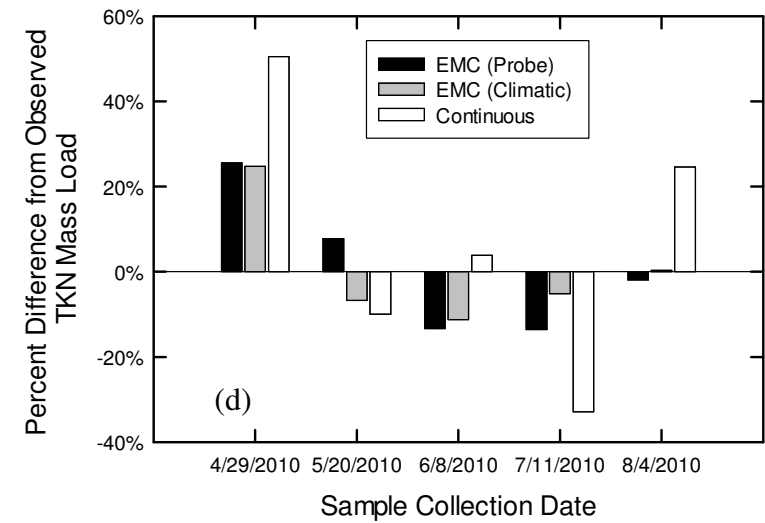 Percent Difference from Observed
TKN Mass Load
60%
40%
20%
0%
-20%
-40%
EMC (Probe)
EMC (Climatic)
Continuous
(d)
4/29/2010 5/20/2010 6/8/2010 7/11/2010 8/4/2010
Sample Collection Date